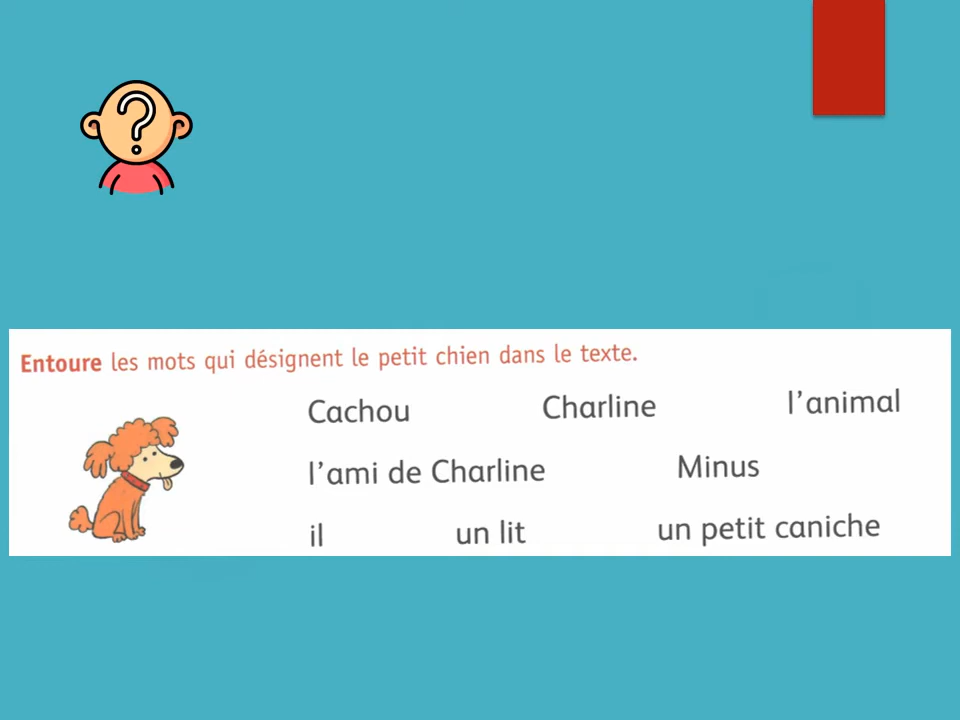 ?
Entoure les mots qui désignent le petit chien dans le texte.
Cachou Charline l'animal
l'ami de Charline Minus
il un lit un petit caniche